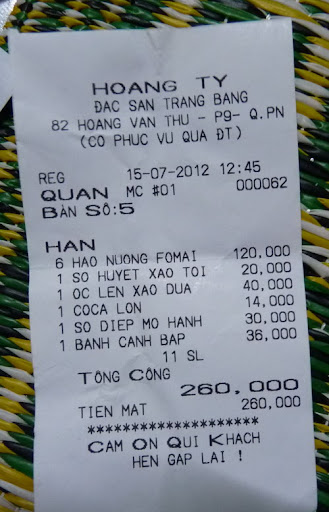 HOANG TY
ĐAC SAN TRANG BANG
82 HOANG VAN THU - P9- Q.PN
(CO PHUC VU QUA ĐT)
REG 15-07-2012 12:45
QUAN MC #01 000062
BÀN SÔ:5
HAN
6 HAO NUONG FOMAI 120,000
1 SO HUYET XAO TOI 20,000
1 OC LEN XAO DUA 40,000
1 COCA LON 14,000
1 SO DIEP MO HANH 30,000
1 BANH CANH BAP 36,000
11 SL
TÔNG CÔNG
260,000
TIEN MAT 260,000
********************
CAM ON QUI KHACH
HEN GAP LAI !